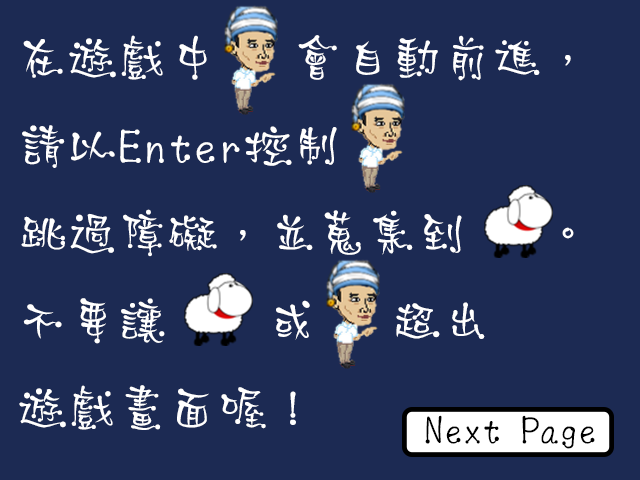 在遊戲中會自動前進，
請以Enter控制
跳過障礙，並蒐集到。
不要讓或超出
遊戲畫面喔！
Next Page